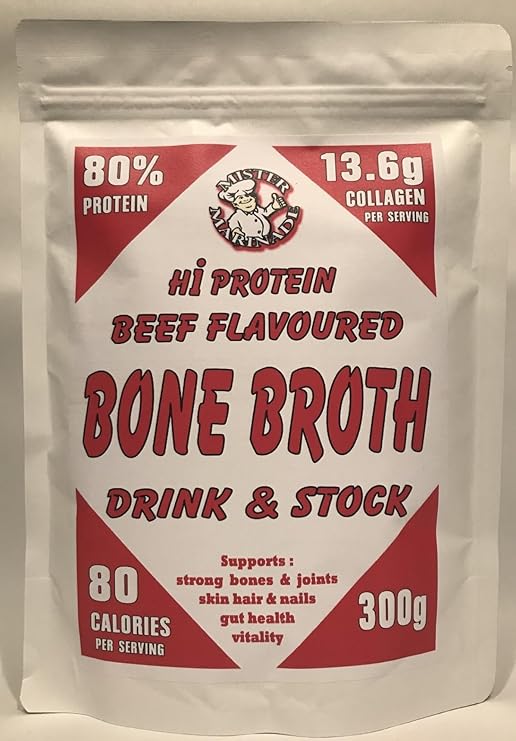 80%
PROTEIN
13.6g
COLLAGEN
PER SERVING
MISTER
MARINADE
Hi PROTEIN
BEEF FLAVOURED
BONE BROTH
DRINK & STOCK
Supports :
strong bones & joints
skin hair & nails
gut health
vitality
80
CALORIES
PER SERVING
300g